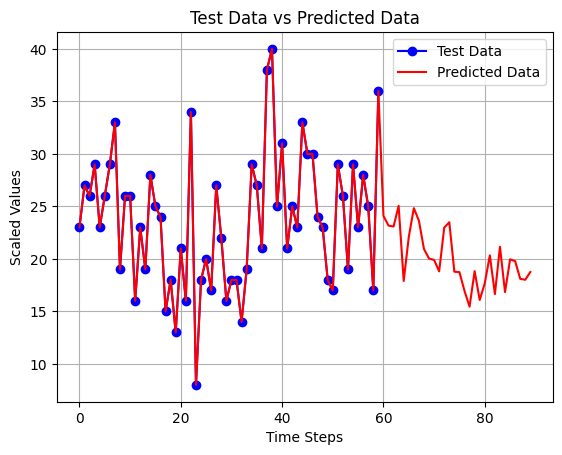 Test Data vs Predicted Data
Test Data
Predicted Data
Scaled Values
40
35
30
25
20
15
10
0 20 40 60 80
Time Steps